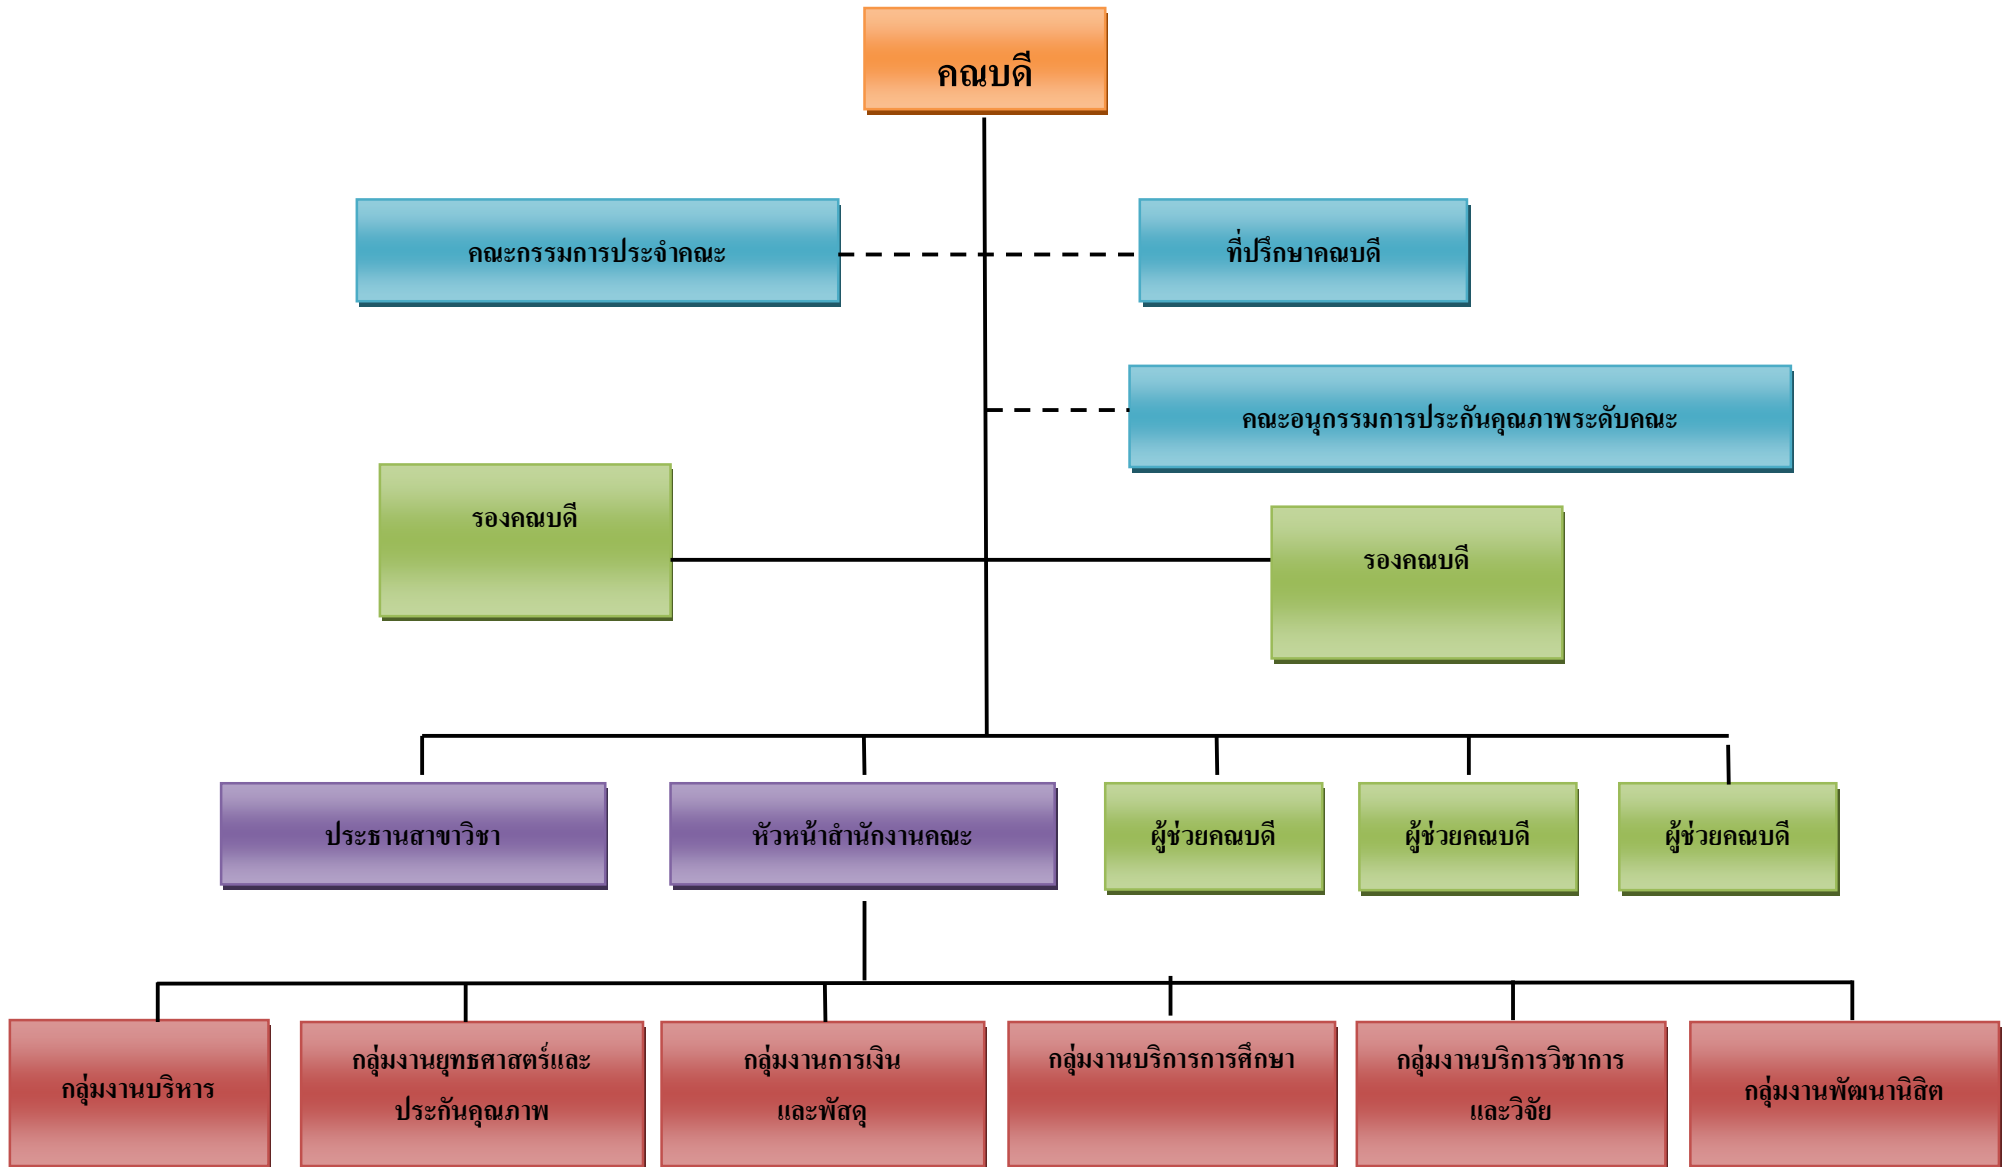 คณบดี
คณะกรรมการประจำคณะ
ที่ปรึกษาคณบดี
คณะอนุกรรมการประกันคุณภาพระดับคณะ
รองคณบดี
รองคณบดี
ประธานสาขาวิชา
หัวหน้าสำนักงานคณะ
ผู้ช่วยคณบดี
ผู้ช่วยคณบดี
ผู้ช่วยคณบดี
กลุ่มงานบริหาร
กลุ่มงานยุทธศาสตร์และ
ประกันคุณภาพ
กลุ่มงานการเงิน
และพัสดุ
กลุ่มงานบริการการศึกษา
กลุ่มงานบริการวิชาการ
และวิจัย
กลุ่มงานพัฒนานิสิต